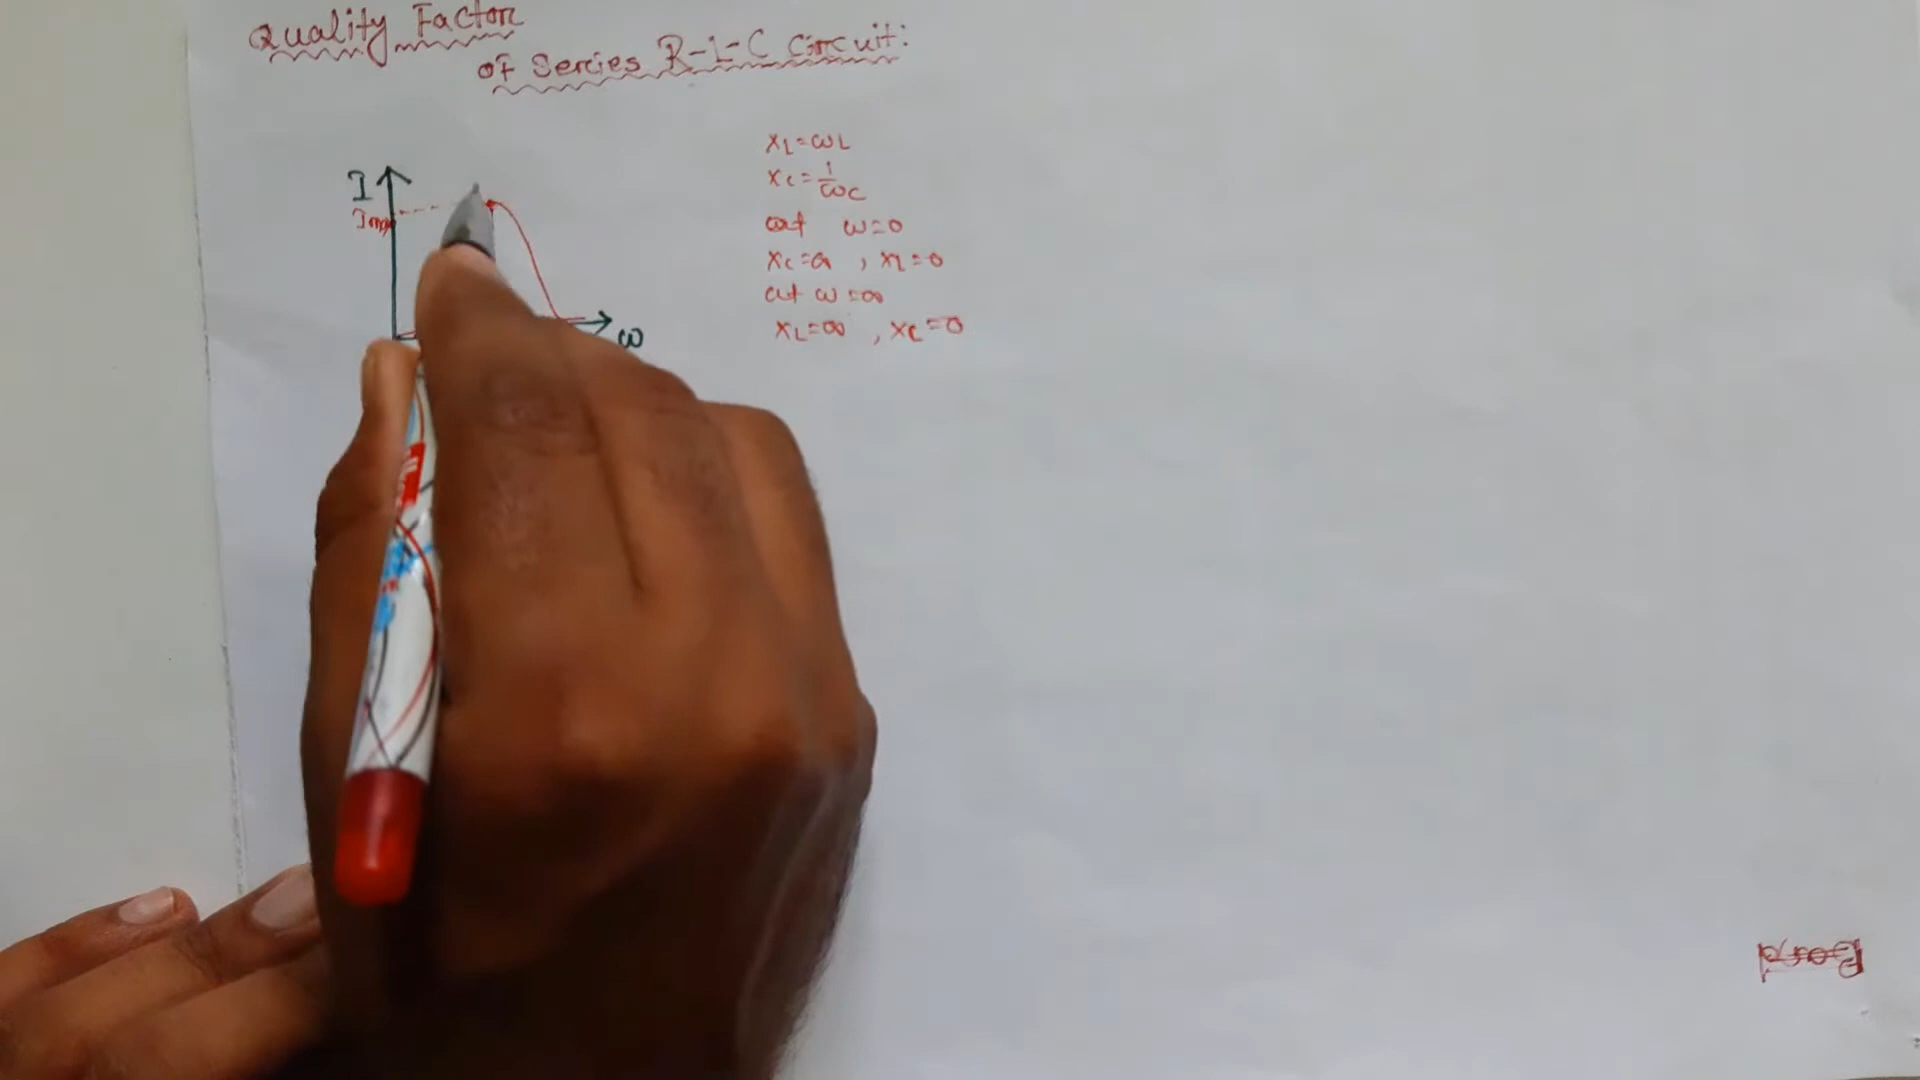 Quality Factor
of Sercies R-L-C Circuit:
I
Imax
ω
XL=ωL
XC=1/ωC
at ω=0
XC=α , XL=0
at ω=∞
XL=∞ , XC=0